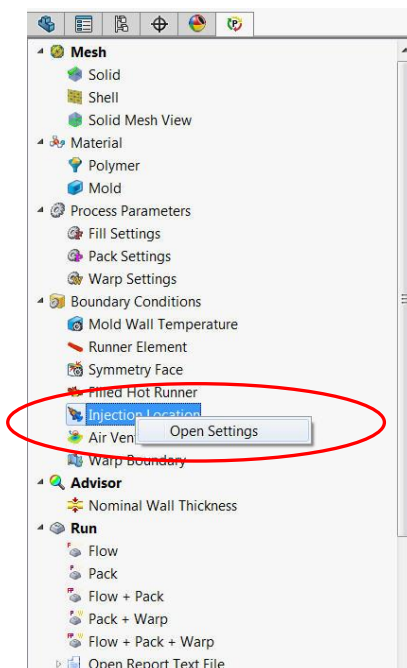 Mesh
Solid
Shell
Solid Mesh View
Material
Polymer
Mold
Process Parameters
Fill Settings
Pack Settings
Warp Settings
Boundary Conditions
Mold Wall Temperature
Runner Element
Symmetry Face
Filled Hot Runner
Injection Location
Open Settings
Air Ven
Warp Boundary
Advisor
Nominal Wall Thickness
Run
Flow
Pack
Flow + Pack
Pack + Warp
Flow + Pack + Warp
Open Report Text File